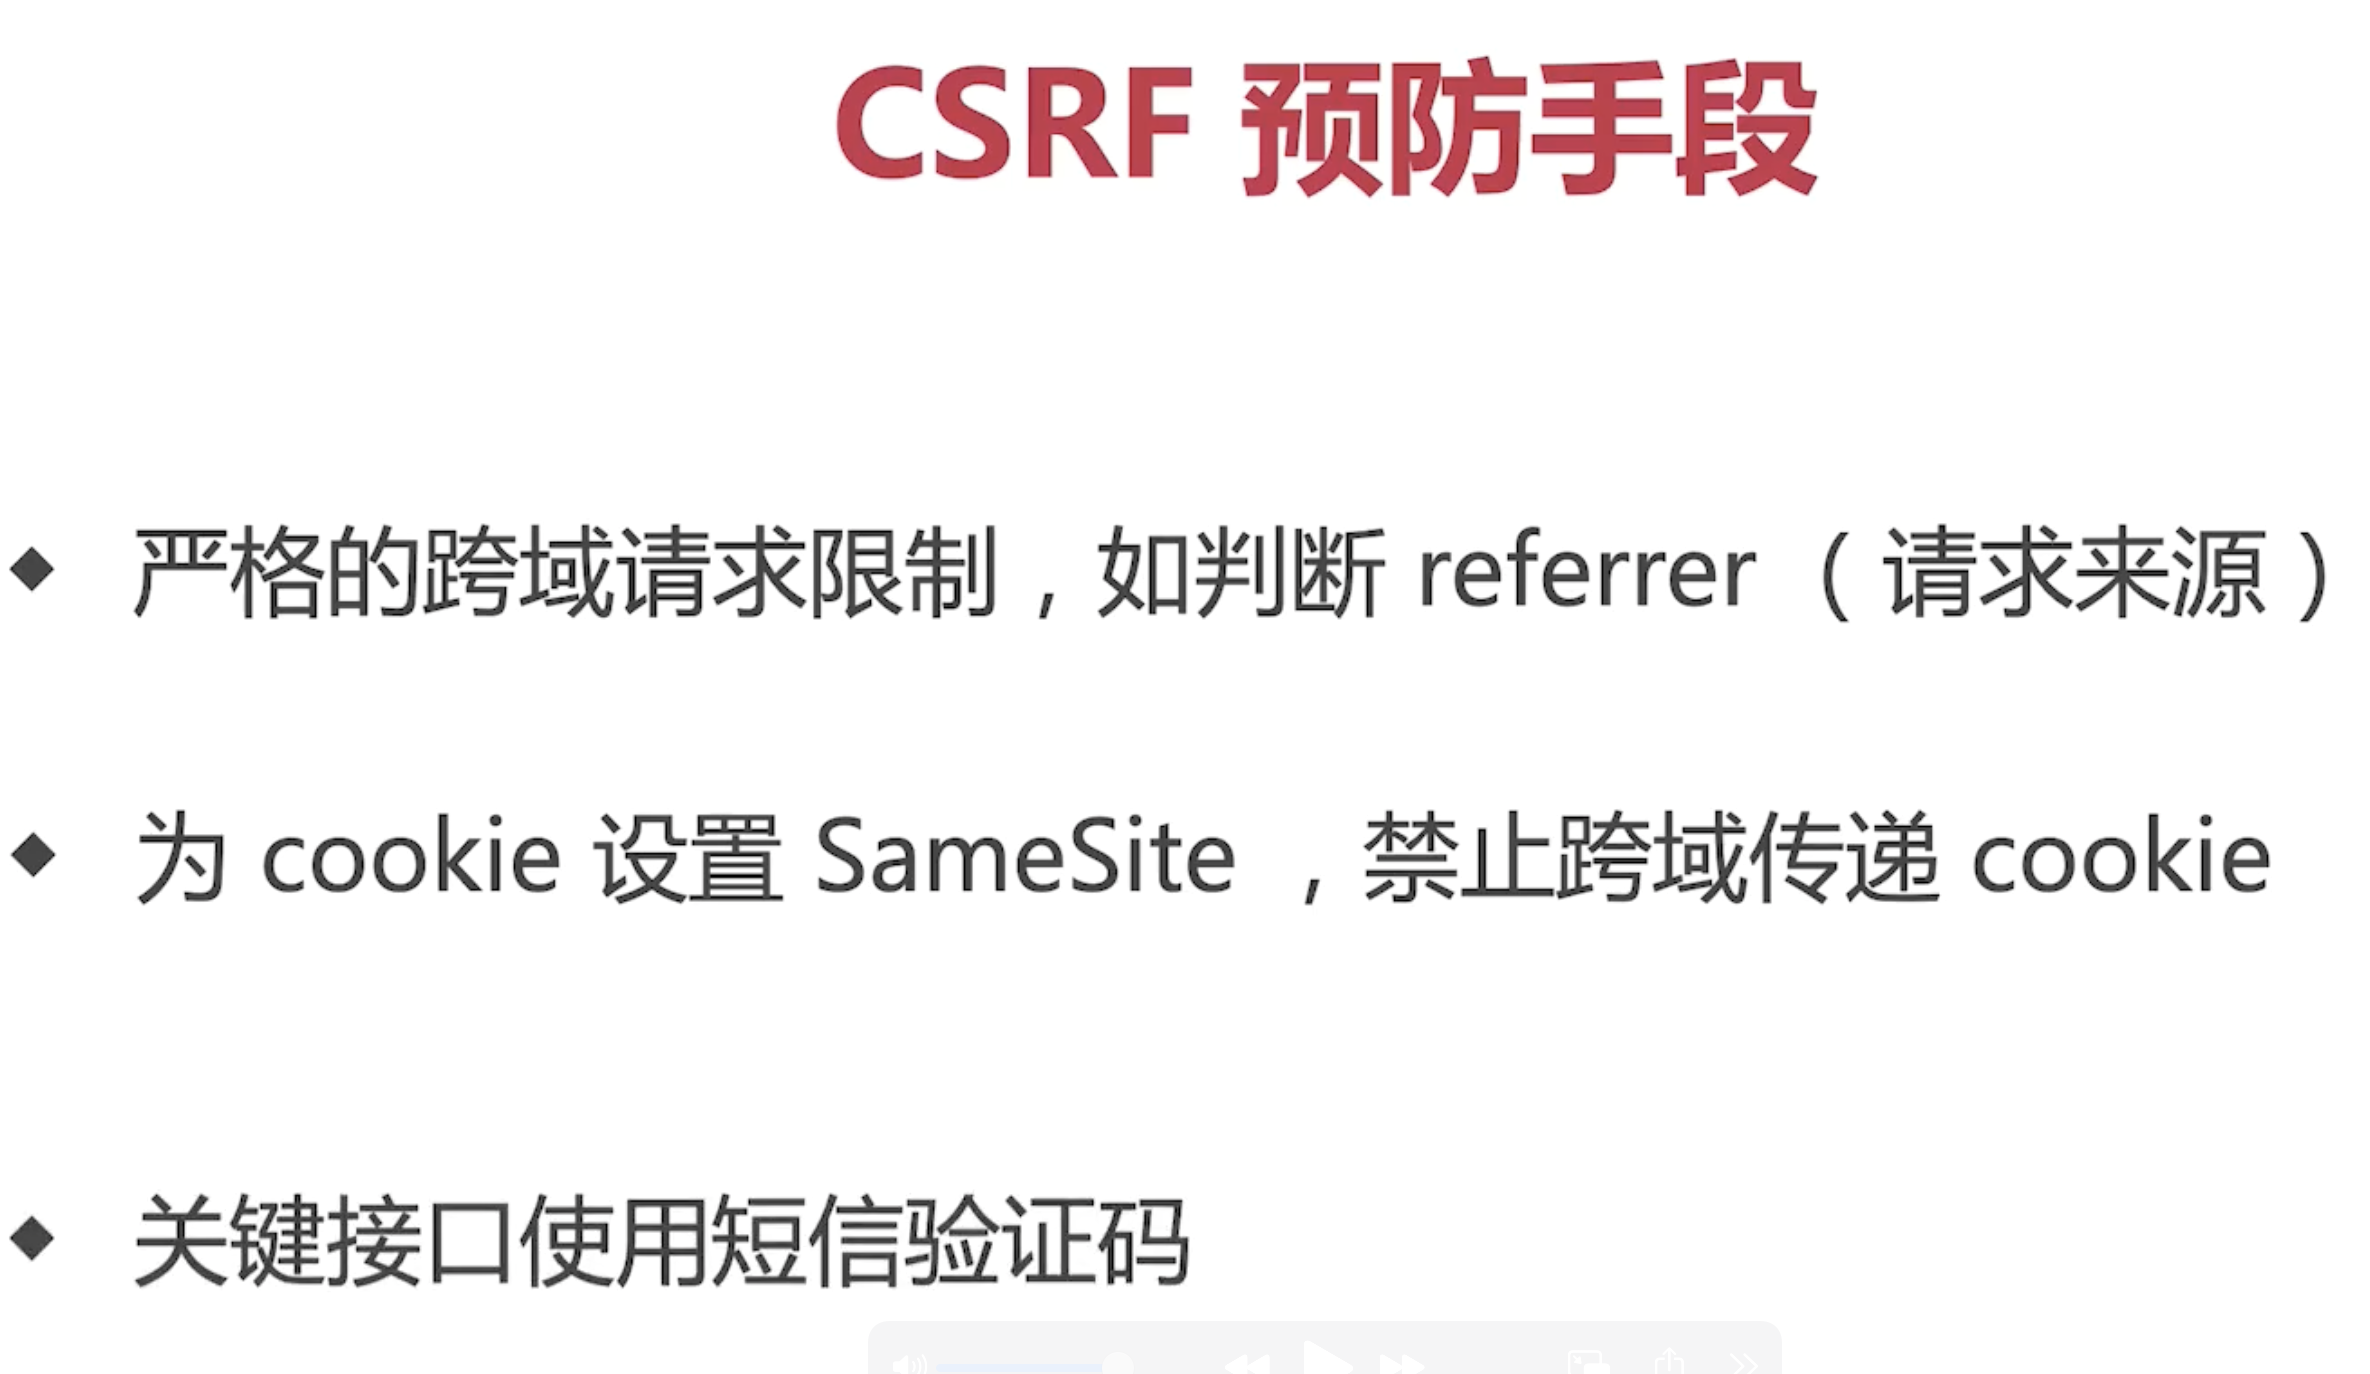 CSRF 预防手段
◆ 严格的跨域请求限制，如判断 referrer （请求来源）
◆ 为 cookie 设置 SameSite ，禁止跨域传递 cookie
◆ 关键接口使用短信验证码